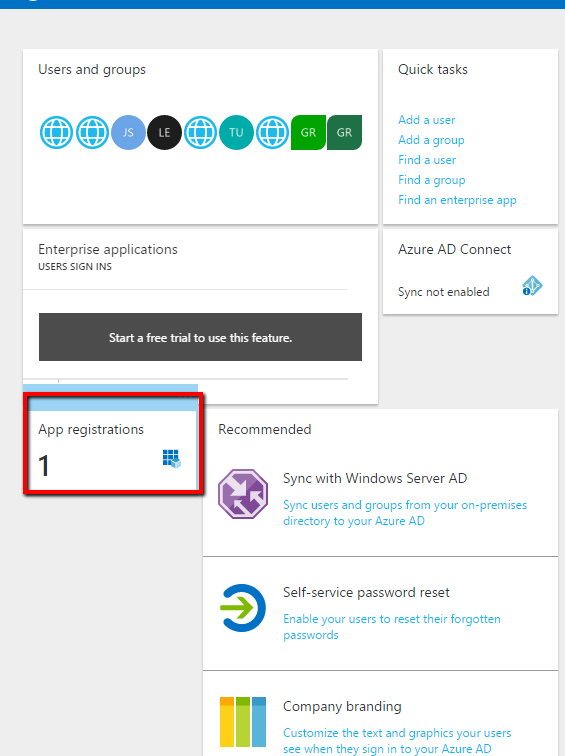 Users and groups
JS
LE
TU
GR
GR
Quick tasks
Add a user
Add a group
Find a user
Find a group
Find an enterprise app
Enterprise applications
USERS SIGN INS
Start a free trial to use this feature.
Azure AD Connect
Sync not enabled
App registrations
1
Recommended
Sync with Windows Server AD
Sync users and groups from your on-premises
directory to your Azure AD
Self-service password reset
Enable your users to reset their forgotten
passwords
Company branding
Customize the text and graphics your users
see when they sign in to your Azure AD